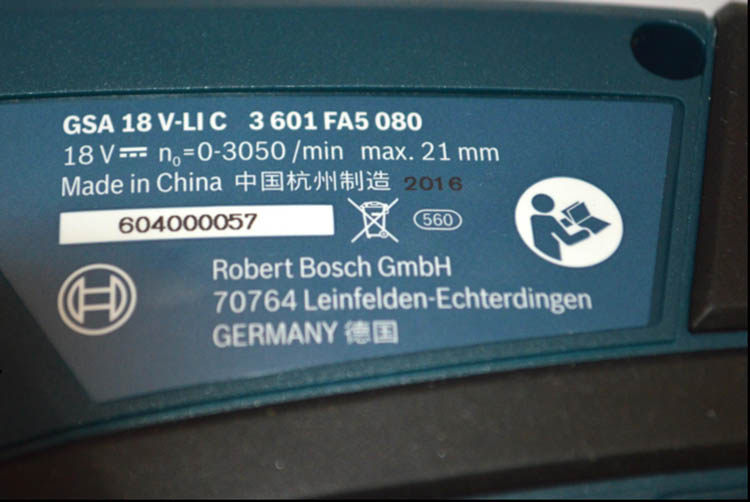 GSA 18 V-LI C 3 601 FA5 080
18 V⎓ n₀=0-3050 /min max. 21 mm
Made in China 中国杭州制造 2016
604000057
560
Robert Bosch GmbH
70764 Leinfelden-Echterdingen
GERMANY 德国